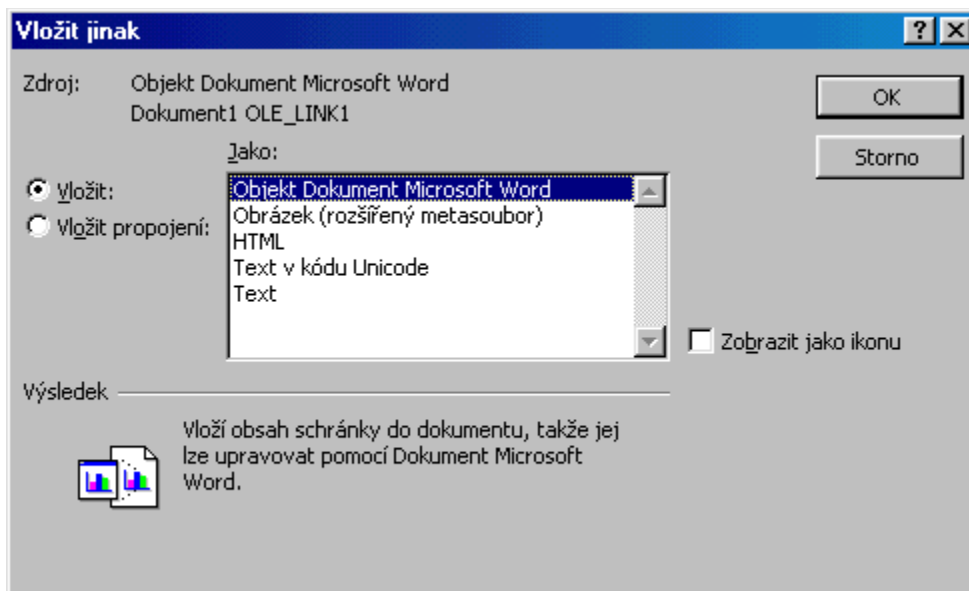 Vložit jinak
Zdroj: Objekt Dokument Microsoft Word
Dokument1 OLE_LINK1
OK
Storno
Jako:
Vložit:
Vložit propojení:
Objekt Dokument Microsoft Word
Obrázek (rozšířený metasoubor)
HTML
Text v kódu Unicode
Text
Zobrazit jako ikonu
Výsledek
Vloží obsah schránky do dokumentu, takže jej
lze upravovat pomocí Dokument Microsoft
Word.